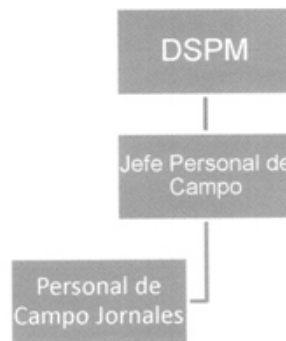 DSPM
Jefe Personal de
Campo
Personal de
Campo Jornales